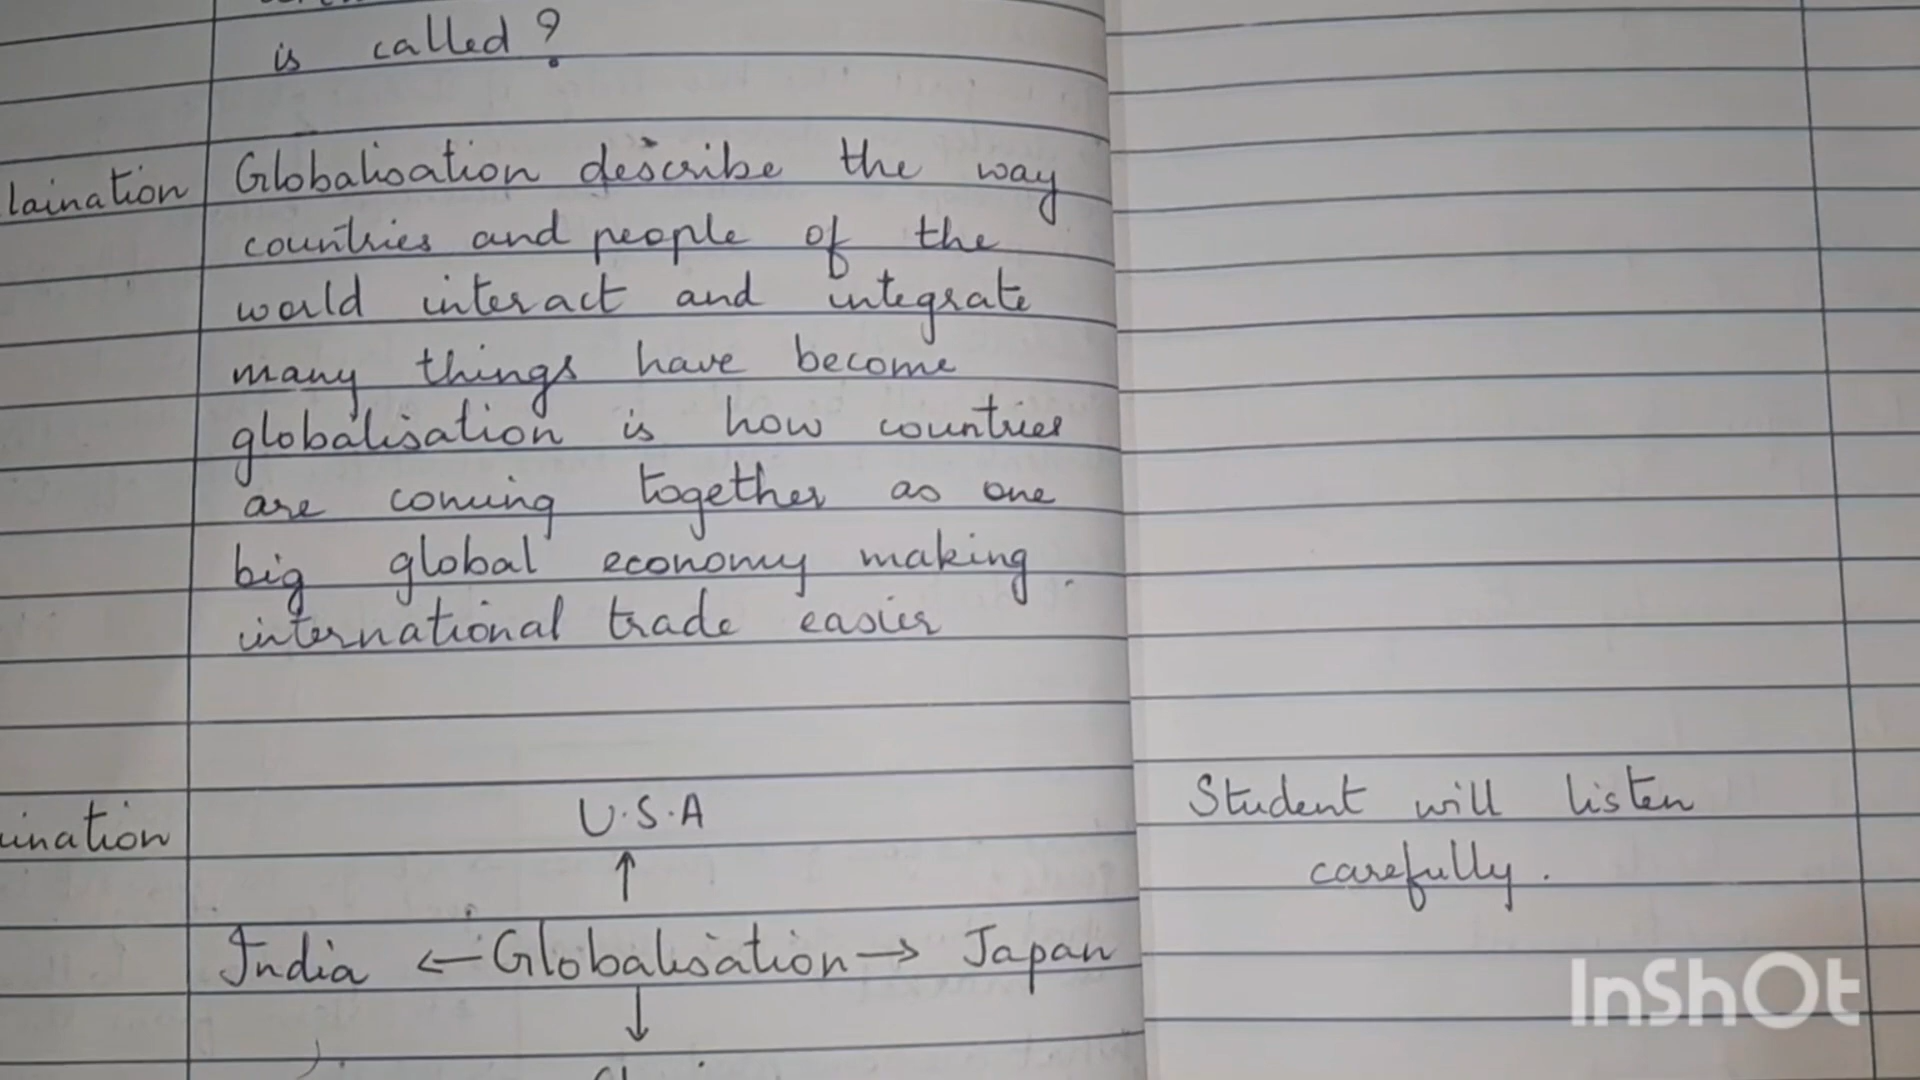 is called ?
laination
Globalisation describe the way
countries and people of the
world interact and integrate
many things have become
globalisation is how countries
are coming together as one
big global economy making
international trade easier
ination
U.S.A
↑
India ← Globalisation → Japan
↓
Student will listen
carefully.
InShOt